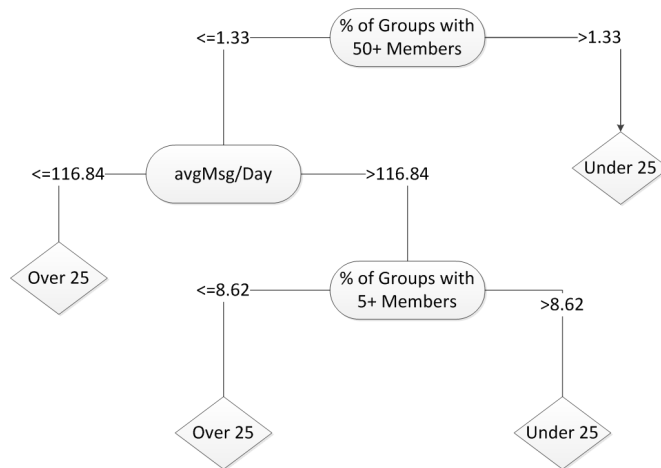 % of Groups with
50+ Members
<=1.33
>1.33
<=116.84
avgMsg/Day
>116.84
Under 25
Over 25
% of Groups with
5+ Members
<=8.62
>8.62
Over 25
Under 25